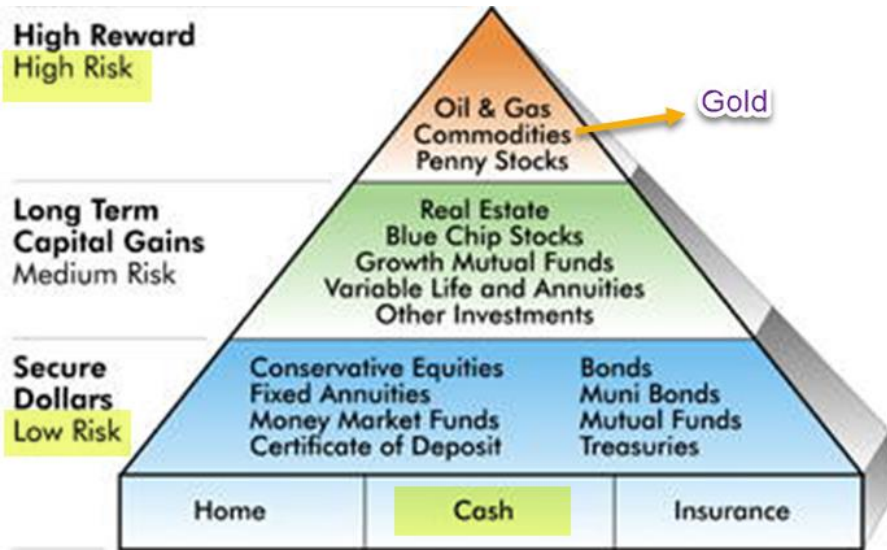 High Reward
High Risk
Oil & Gas
Commodities
Penny Stocks
Gold
Long Term
Capital Gains
Medium Risk
Real Estate
Blue Chip Stocks
Growth Mutual Funds
Variable Life and Annuities
Other Investments
Secure
Dollars
Low Risk
Conservative Equities
Fixed Annuities
Money Market Funds
Certificate of Deposit
Bonds
Muni Bonds
Mutual Funds
Treasuries
Home
Cash
Insurance